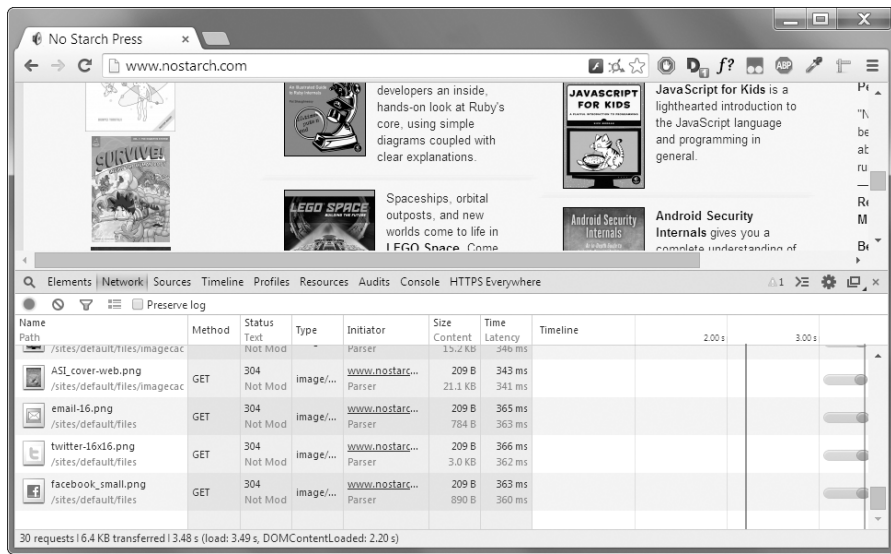 No Starch Press
www.nostarch.com
developers an inside,
hands-on look at Ruby's
core, using simple
diagrams coupled with
clear explanations.
JAVASCRIPT
FOR KIDS
JavaScript for Kids is a
lighthearted introduction to
the JavaScript language
and programming in
general.
SURVIVE!
LEGO SPACE
BUILDING THE FUTURE
Spaceships, orbital
outposts, and new
worlds come to life in
LEGO Space. Come
Android Security
Internals
Android Security
Internals gives you a
complete understanding of
Elements Network Sources Timeline Profiles Resources Audits Console HTTPS Everywhere
1
Preserve log
Name Path Method Status Text Type Initiator Size Content Time Latency Timeline 2.00 s 3.00 s
/sites/default/files/imagecac Not Mod Parser 15.2 KB 346 ms
ASI_cover-web.png GET 304 image/... www.nostarc... 209 B 343 ms
/sites/default/files/imagecac Not Mod Parser 21.1 KB 341 ms
email-16.png GET 304 image/... www.nostarc... 209 B 365 ms
/sites/default/files Not Mod Parser 784 B 363 ms
twitter-16x16.png GET 304 image/... www.nostarc... 209 B 366 ms
/sites/default/files Not Mod Parser 3.0 KB 362 ms
facebook_small.png GET 304 image/... www.nostarc... 209 B 363 ms
/sites/default/files Not Mod Parser 890 B 360 ms
30 requests | 6.4 KB transferred | 3.48 s (load: 3.49 s, DOMContentLoaded: 2.20 s)